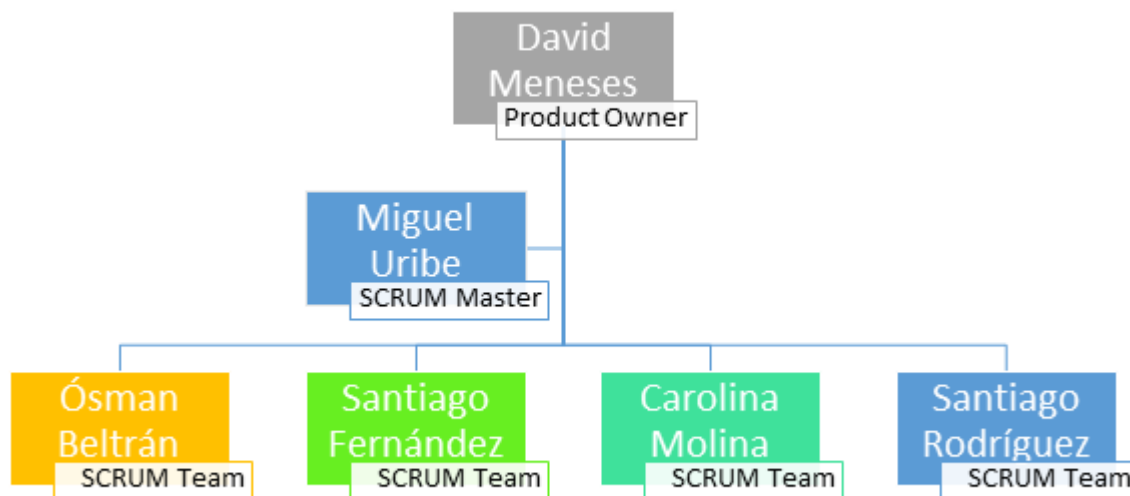 David
Meneses
Product Owner
Miguel
Uribe
SCRUM Master
Ósman
Beltrán
SCRUM Team
Santiago
Fernández
SCRUM Team
Carolina
Molina
SCRUM Team
Santiago
Rodríguez
SCRUM Team